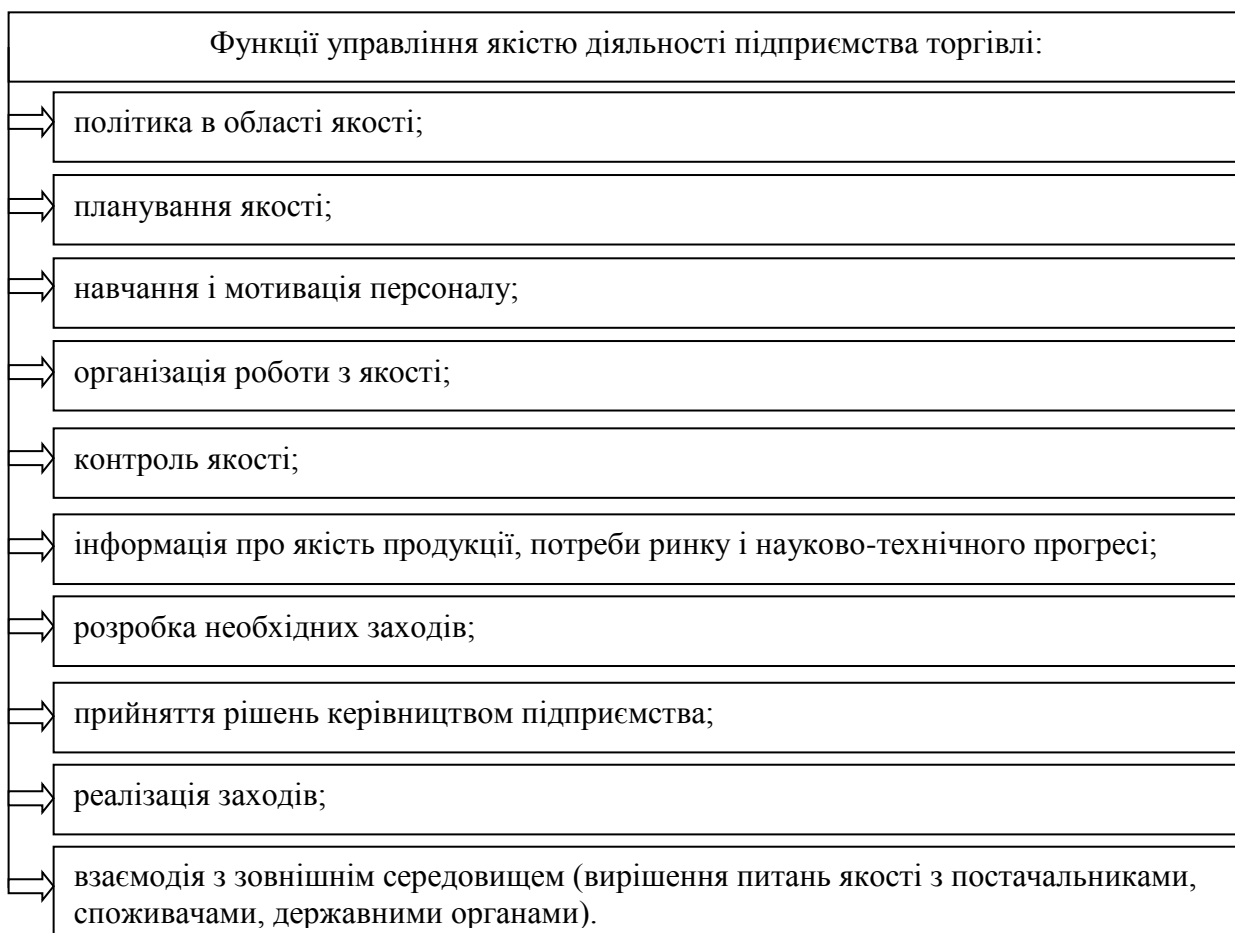 Функції управління якістю діяльності підприємства торгівлі:
політика в області якості;
планування якості;
навчання і мотивація персоналу;
організація роботи з якості;
контроль якості;
інформація про якість продукції, потреби ринку і науково-технічного прогресі;
розробка необхідних заходів;
прийняття рішень керівництвом підприємства;
реалізація заходів;
взаємодія з зовнішнім середовищем (вирішення питань якості з постачальниками,
споживачами, державними органами).